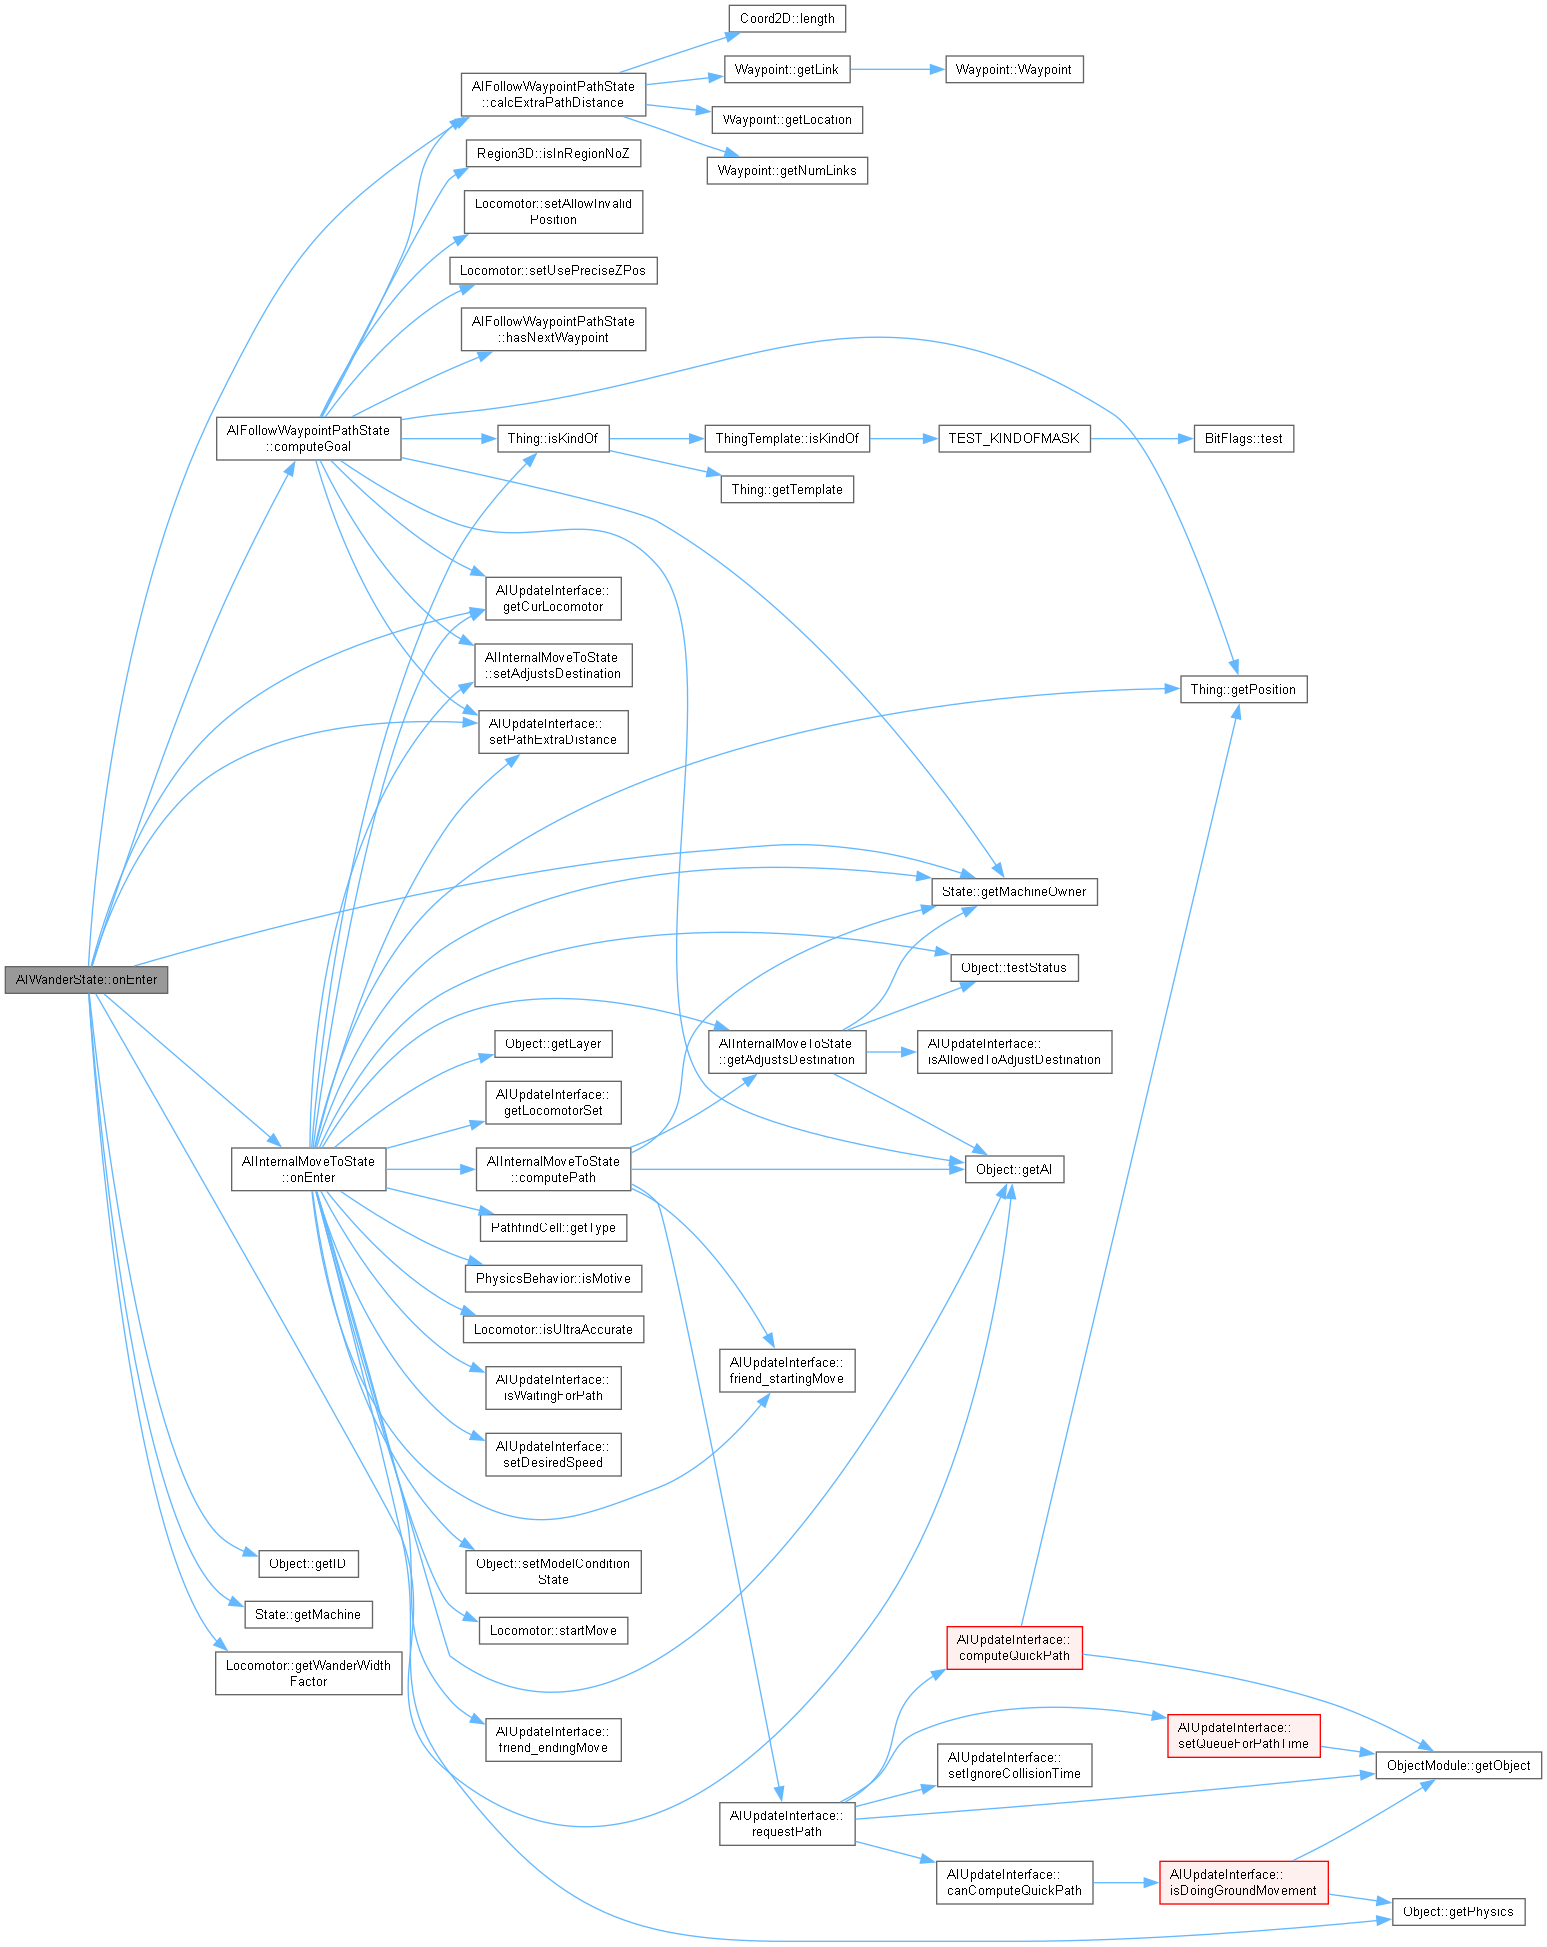 Coord2D::length
AIFollowWaypointPathState
::calcExtraPathDistance
Waypoint::getLink
Waypoint::Waypoint
Waypoint::getLocation
Waypoint::getNumLinks
Region3D::isInRegionNoZ
Locomotor::setAllowInvalid
Position
Locomotor::setUsePreciseZPos
AIFollowWaypointPathState
::hasNextWaypoint
AIFollowWaypointPathState
::computeGoal
Thing::isKindOf
ThingTemplate::isKindOf
TEST_KINDOFMASK
BitFlags::test
Thing::getTemplate
AIUpdateInterface::
getCurLocomotor
AIInternalMoveToState
::setAdjustsDestination
Thing::getPosition
AIUpdateInterface::
setPathExtraDistance
State::getMachineOwner
AIWanderState::onEnter
Object::testStatus
Object::getLayer
AIInternalMoveToState
::getAdjustsDestination
AIUpdateInterface::
isAllowedToAdjustDestination
AIUpdateInterface::
getLocomotorSet
AIInternalMoveToState
::onEnter
AIInternalMoveToState
::computePath
Object::getAI
PathfindCell::getType
PhysicsBehavior::isMotive
Locomotor::isUltraAccurate
AIUpdateInterface::
friend_startingMove
AIUpdateInterface::
isWaitingForPath
AIUpdateInterface::
setDesiredSpeed
Object::getID
Object::setModelCondition
State
State::getMachine
Locomotor::startMove
AIUpdateInterface::
computeQuickPath
Locomotor::getWanderWidth
Factor
AIUpdateInterface::
friend_endingMove
AIUpdateInterface::
setQueueForPathTime
AIUpdateInterface::
setIgnoreCollisionTime
ObjectModule::getObject
AIUpdateInterface::
requestPath
AIUpdateInterface::
canComputeQuickPath
AIUpdateInterface::
isDoingGroundMovement
Object::getPhysics